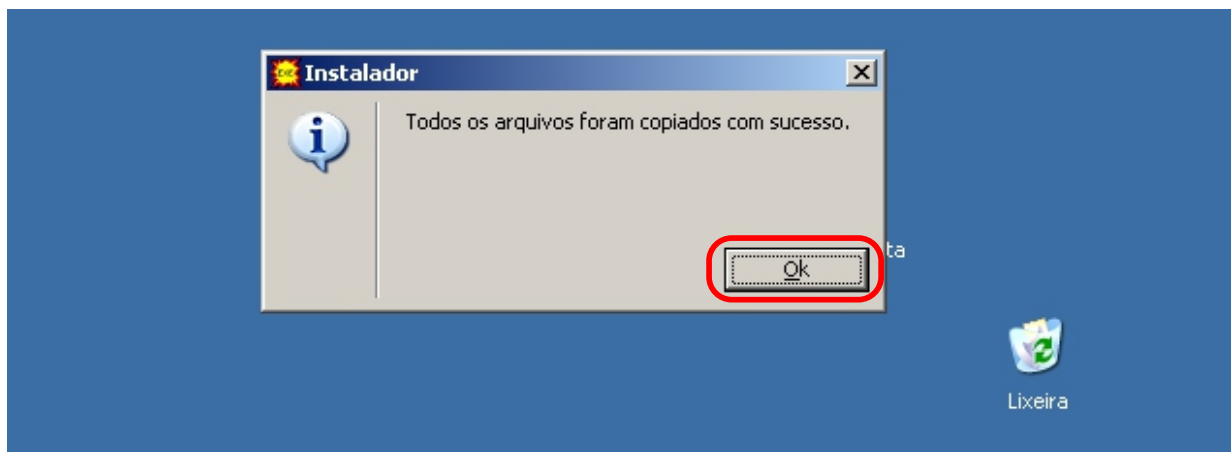 Instalador
Todos os arquivos foram copiados com sucesso.
Ok
ta
Lixeira